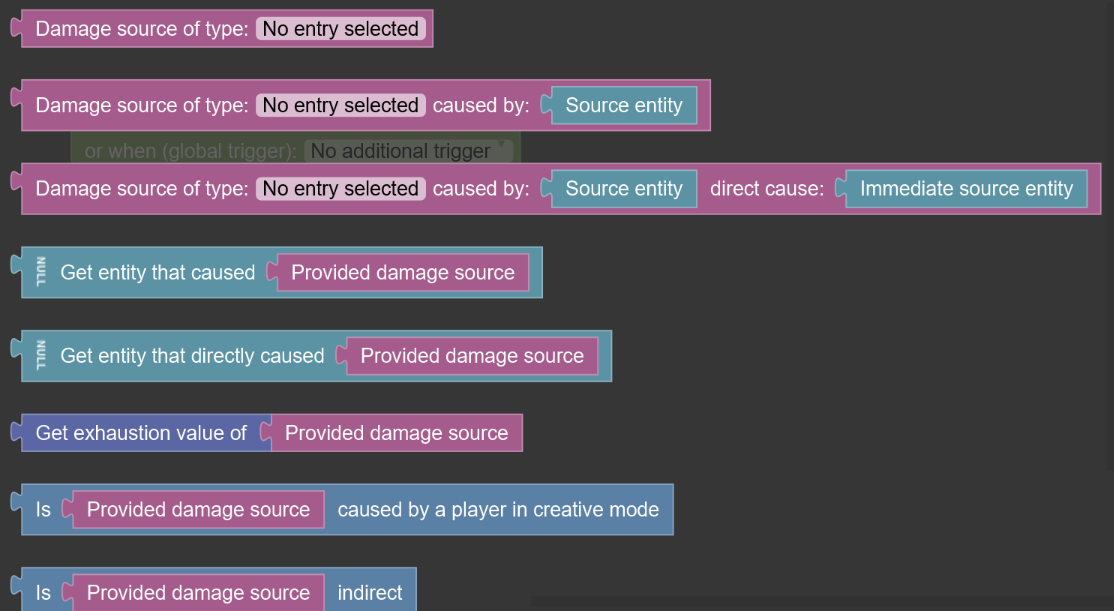 Damage source of type: No entry selected
Damage source of type: No entry selected caused by: Source entity
or when (global trigger): No additional trigger
Damage source of type: No entry selected caused by: Source entity direct cause: Immediate source entity
NULL Get entity that caused Provided damage source
NULL Get entity that directly caused Provided damage source
Get exhaustion value of Provided damage source
Is Provided damage source caused by a player in creative mode
Is Provided damage source indirect